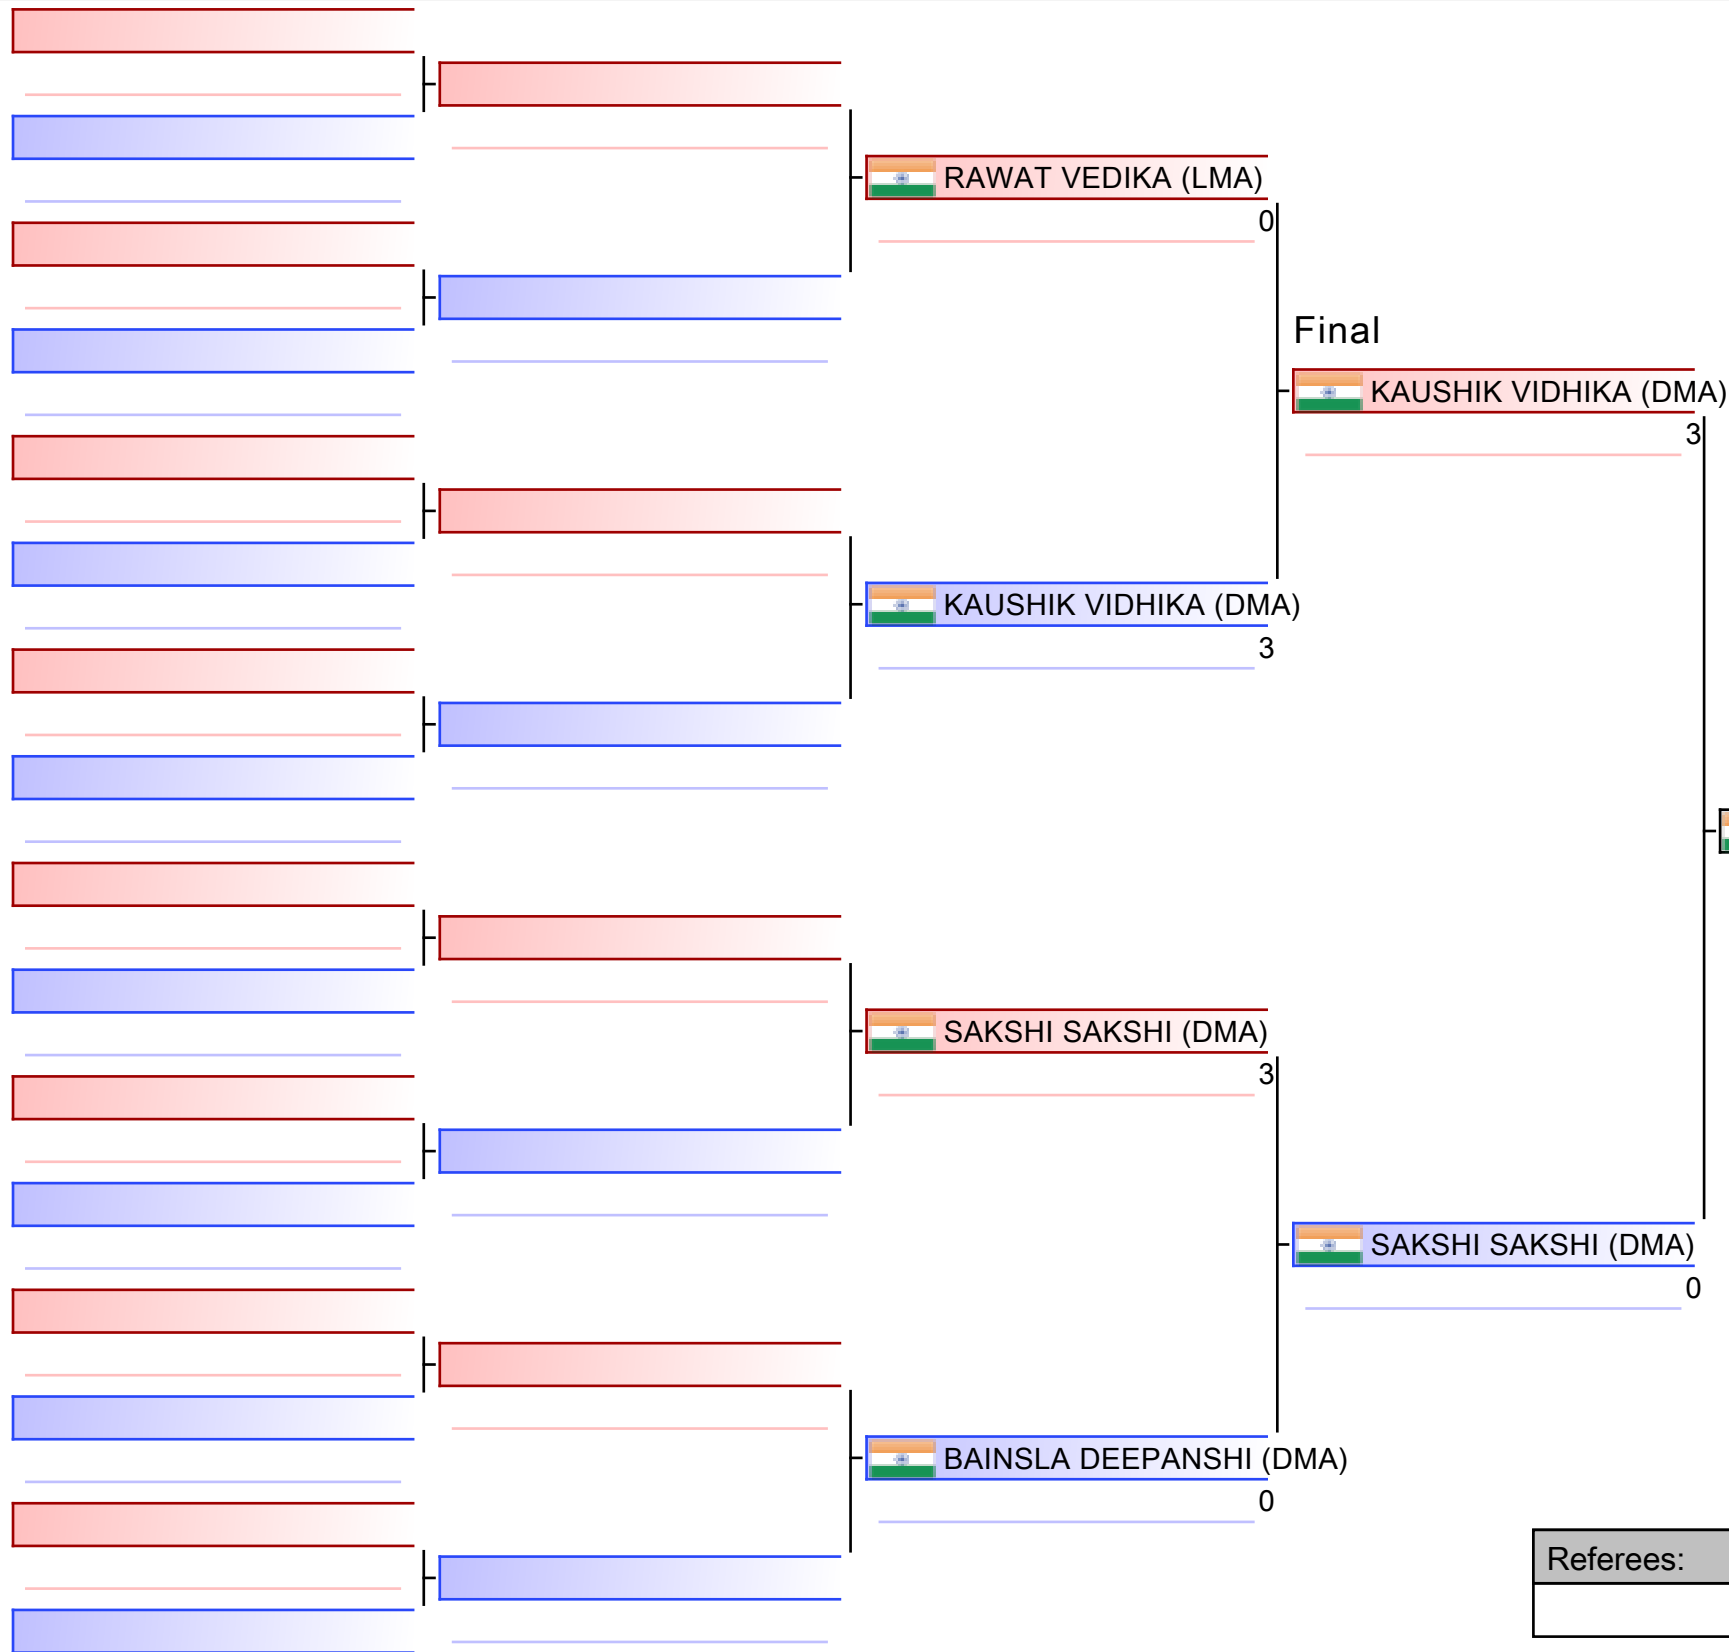 RAWAT VEDIKA (LMA)
0
Final
KAUSHIK VIDHIKA (DMA)
3
KAUSHIK VIDHIKA (DMA)
3
SAKSHI SAKSHI (DMA)
3
SAKSHI SAKSHI (DMA)
0
BAINSLA DEEPANSHI (DMA)
0
Referees: